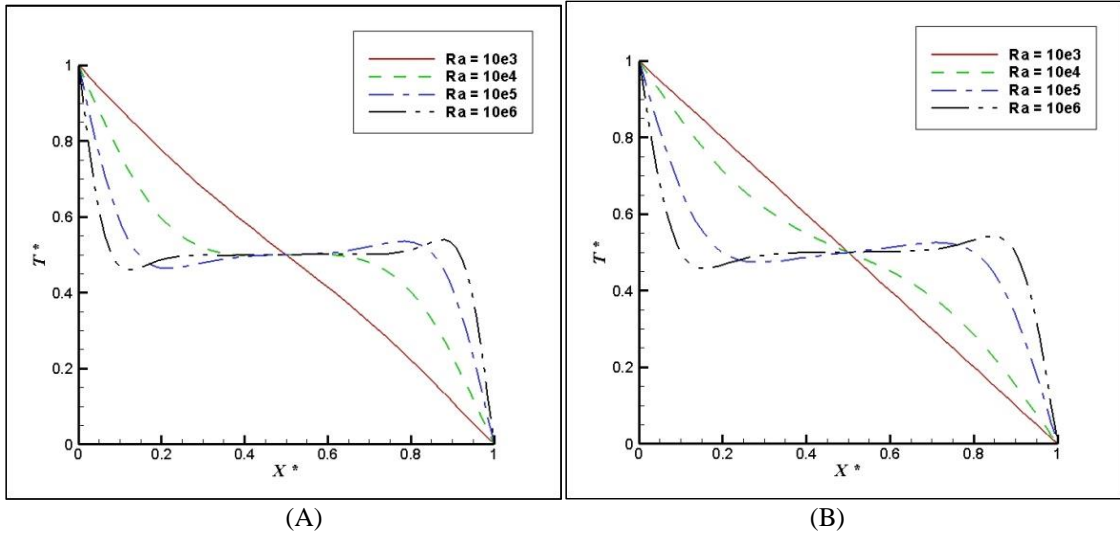 Ra = 10e3
Ra = 10e4
Ra = 10e5
Ra = 10e6
1
0.8
0.6
0.4
0.2
0
T*
0
0.2
0.4
0.6
0.8
1
X*
(A)
Ra = 10e3
Ra = 10e4
Ra = 10e5
Ra = 10e6
1
0.8
0.6
0.4
0.2
0
T*
0
0.2
0.4
0.6
0.8
1
X*
(B)